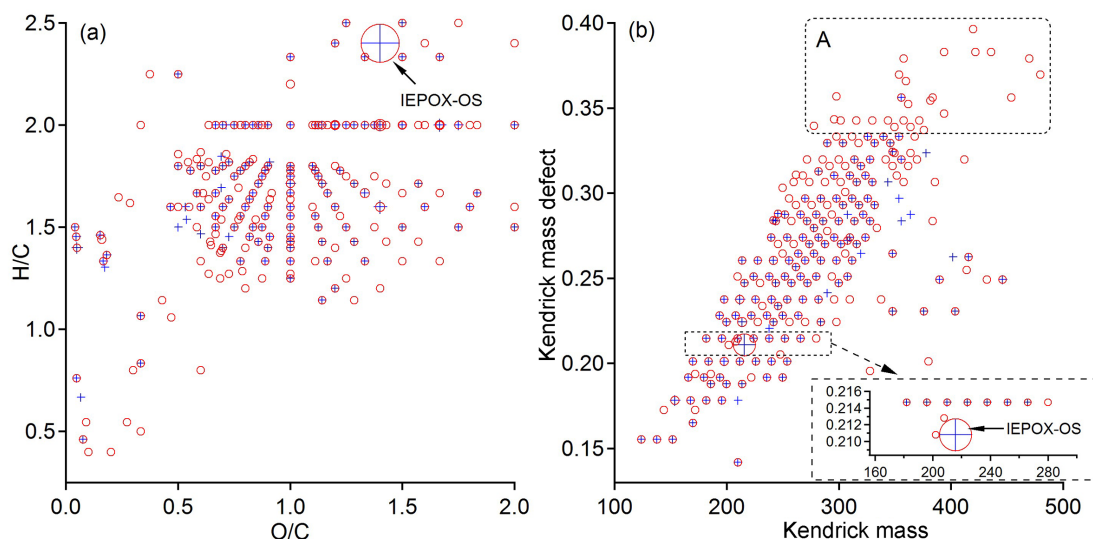 (a)
H/C
2.5
2.0
1.5
1.0
0.5
0.0 0.5 1.0 1.5 2.0
O/C
IEPOX-OS
(b)
A
Kendrick mass defect
0.40
0.35
0.30
0.25
0.20
0.15
100 200 300 400 500
Kendrick mass
0.216
0.214
0.212
0.210
IEPOX-OS
160 200 240 280